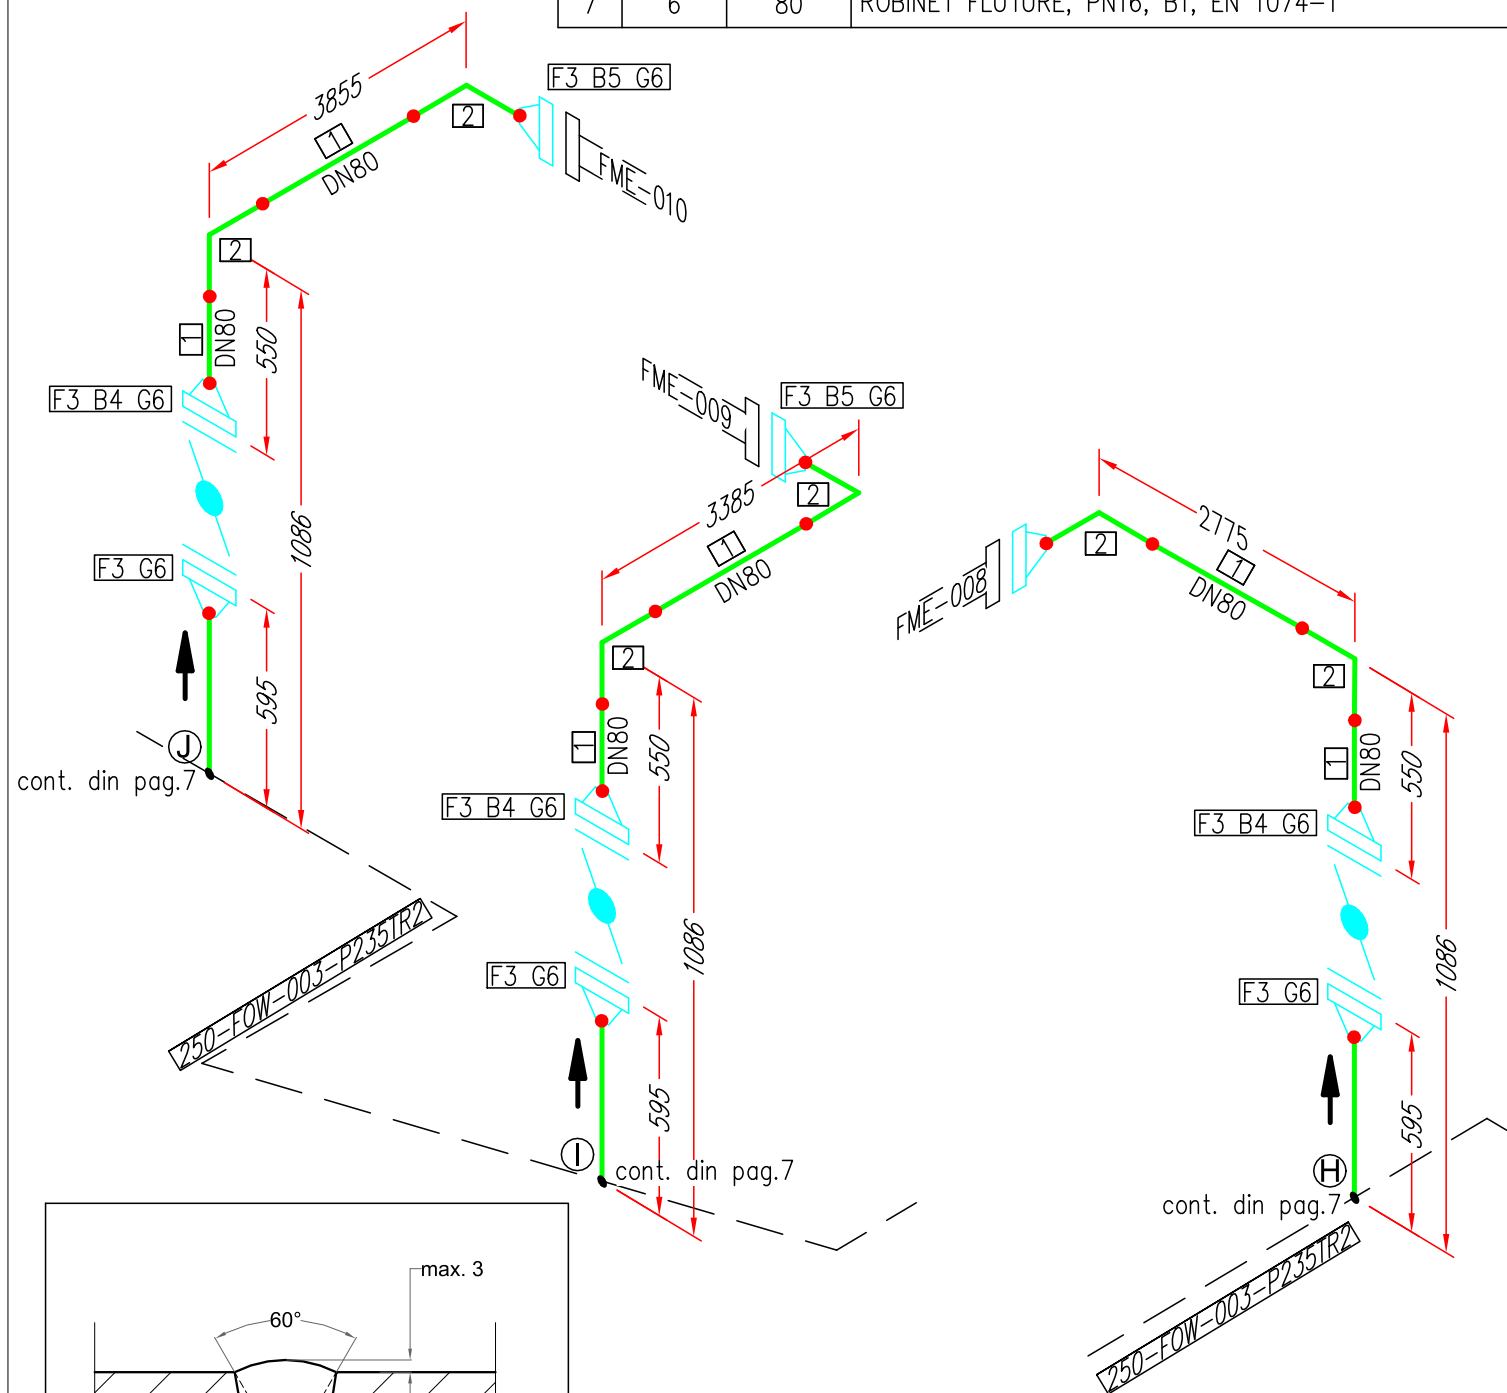 7 6 80 ROBINET FLUTURE, PN16, B1, EN 1074-1
3855
F3 B5 G6
1
2
DN80
FME-010
2
1
DN80
550
1086
F3 B4 G6
F3 G6
595
J
cont. din pag.7
250-FOW-003-P235TR2
FME-009
F3 B5 G6
3385
2
1
DN80
2
1
DN80
550
F3 B4 G6
1086
F3 G6
595
I
cont. din pag.7
2775
2
1
DN80
FME-008
2
1
DN80
550
F3 B4 G6
1086
F3 G6
595
H
cont. din pag.7
250-FOW-003-P235TR2
max. 3
60°